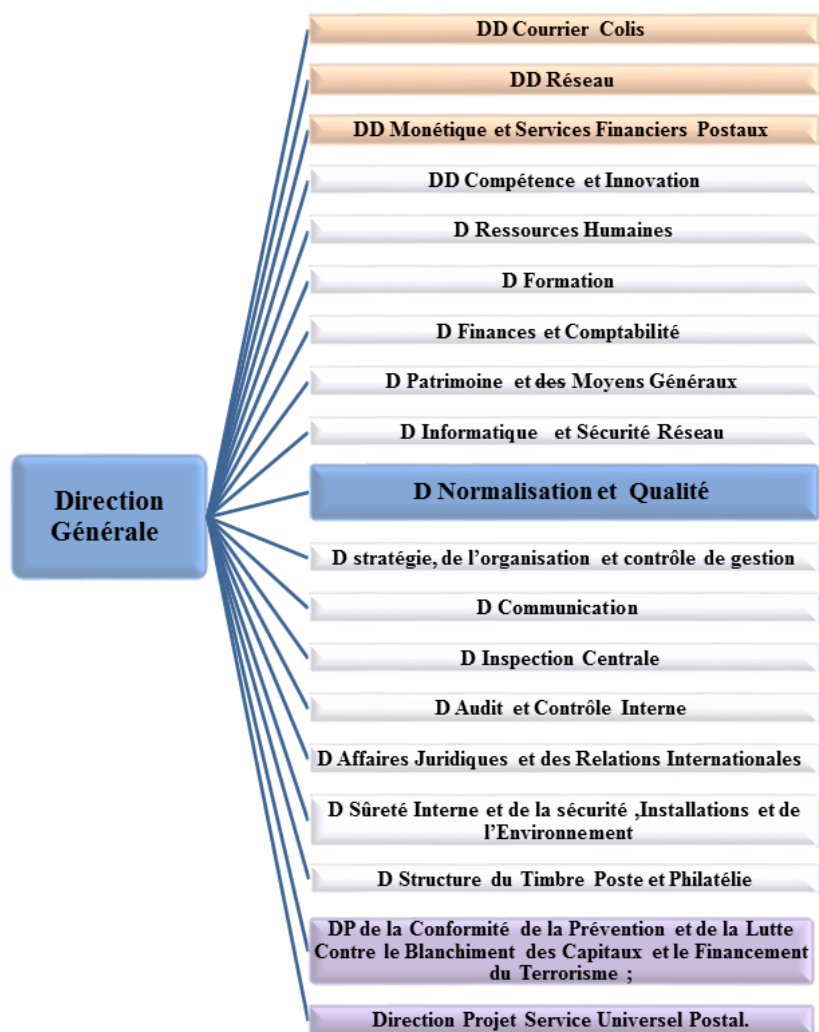 DD Courrier Colis
DD Réseau
DD Monétique et Services Financiers Postaux
DD Compétence et Innovation
D Ressources Humaines
D Formation
D Finances et Comptabilité
D Patrimoine et des Moyens Généraux
D Informatique et Sécurité Réseau
Direction
Générale
D Normalisation et Qualité
D stratégie, de l’organisation et contrôle de gestion
D Communication
D Inspection Centrale
D Audit et Contrôle Interne
D Affaires Juridiques et des Relations Internationales
D Sûreté Interne et de la sécurité ,Installations et de
l’Environnement
D Structure du Timbre Poste et Philatélie
DP de la Conformité de la Prévention et de la Lutte
Contre le Blanchiment des Capitaux et le Financement
du Terrorisme ;
Direction Projet Service Universel Postal.